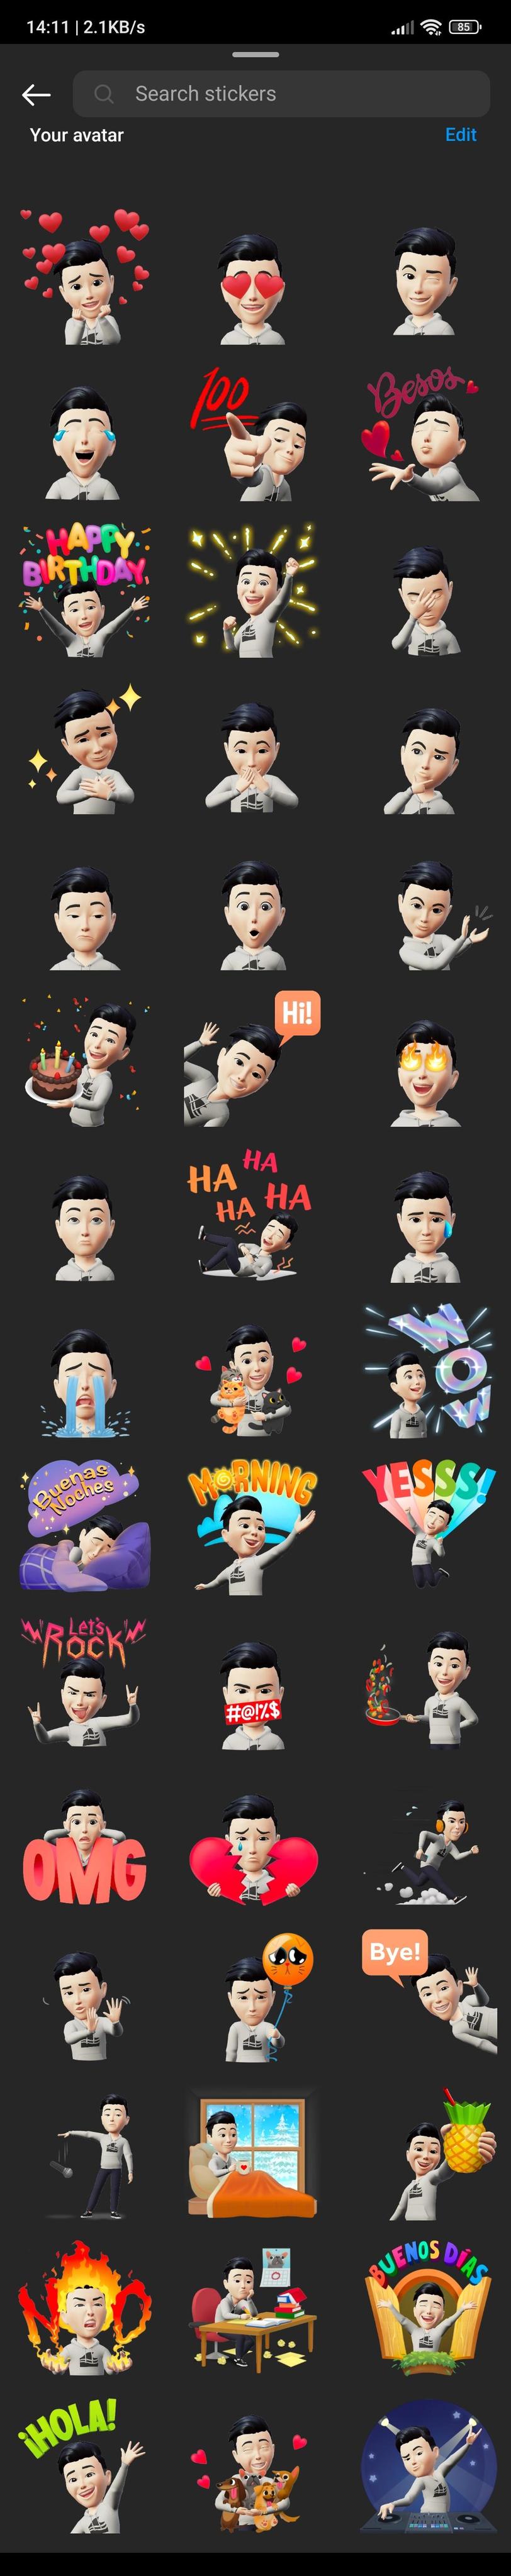 14:11 | 2.1KB/s
85
Search stickers
Your avatar
Edit
100
Besos
HAPPY
BIRTHDAY
Hi!
HA
HA
HA
HA
WOW
Buenas
Noches
MORNING
YESSS!
Let's
ROCK
#@!%$
OMG
Bye!
NO
BUENOS DÍAS
¡HOLA!